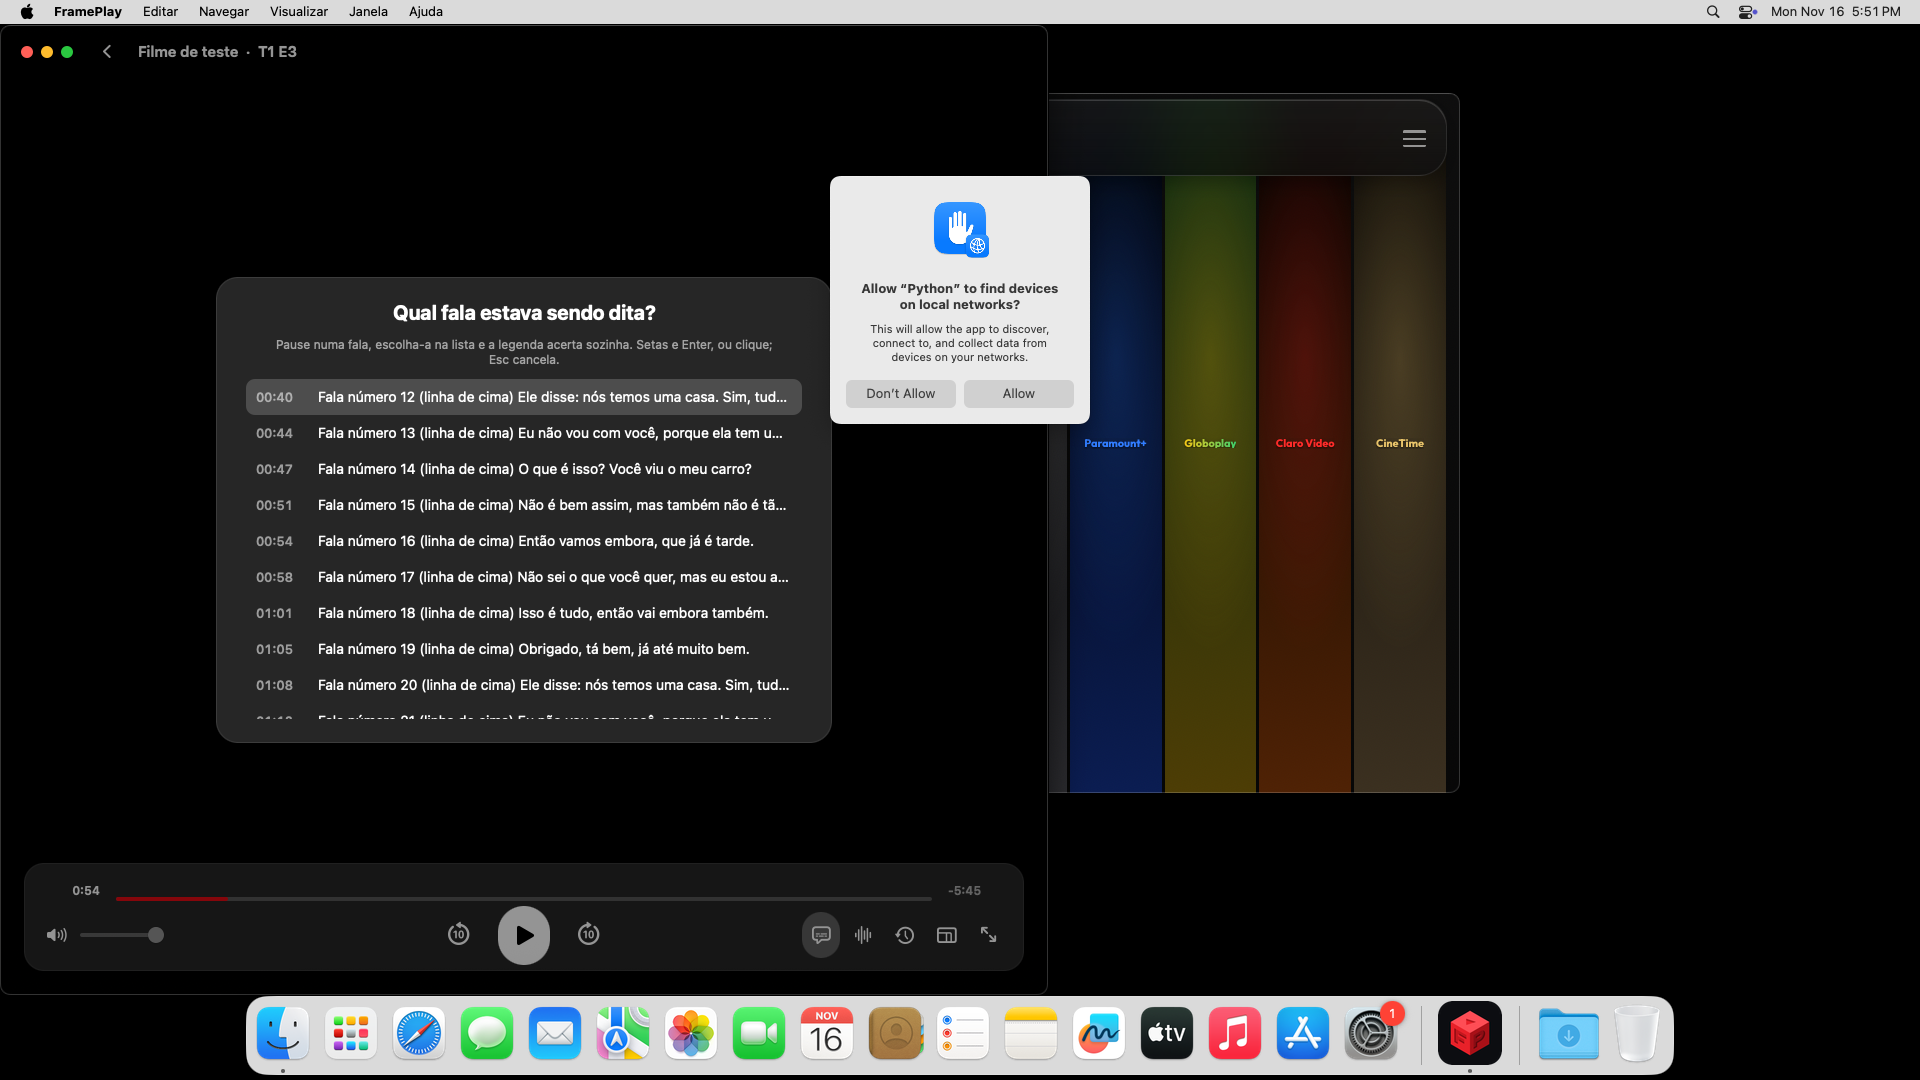 FramePlay Editar Navegar Visualizar Janela Ajuda
Mon Nov 16 5:51 PM
Filme de teste · T1 E3
Allow “Python” to find devices
on local networks?
This will allow the app to discover,
connect to, and collect data from
devices on your networks.
Don’t Allow Allow
Qual fala estava sendo dita?
Pause numa fala, escolha-a na lista e a legenda acerta sozinha. Setas e Enter, ou clique;
Esc cancela.
00:40 Fala número 12 (linha de cima) Ele disse: nós temos uma casa. Sim, tud...
00:44 Fala número 13 (linha de cima) Eu não vou com você, porque ela tem u...
00:47 Fala número 14 (linha de cima) O que é isso? Você viu o meu carro?
00:51 Fala número 15 (linha de cima) Não é bem assim, mas também não é tã...
00:54 Fala número 16 (linha de cima) Então vamos embora, que já é tarde.
00:58 Fala número 17 (linha de cima) Não sei o que você quer, mas eu estou a...
01:01 Fala número 18 (linha de cima) Isso é tudo, então vai embora também.
01:05 Fala número 19 (linha de cima) Obrigado, tá bem, já até muito bem.
01:08 Fala número 20 (linha de cima) Ele disse: nós temos uma casa. Sim, tud...
Paramount+ Globoplay Claro Video CineTime
0:54 -5:45
10 10
NOV
16
tv
1